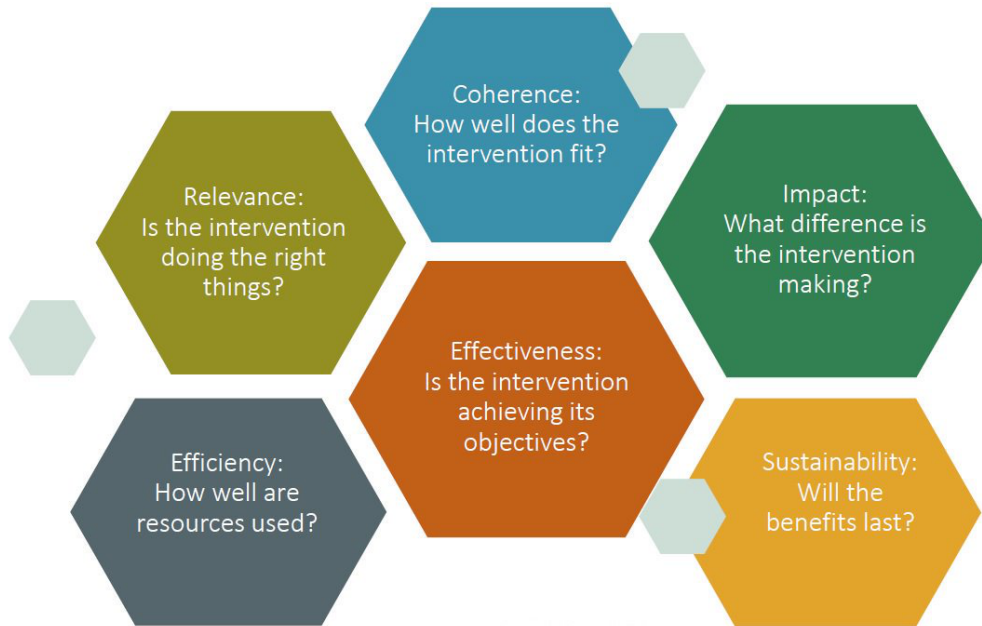 Coherence:
How well does the
intervention fit?
Relevance:
Is the intervention
doing the right
things?
Impact:
What difference is
the intervention
making?
Effectiveness:
Is the intervention
achieving its
objectives?
Efficiency:
How well are
resources used?
Sustainability:
Will the
benefits last?